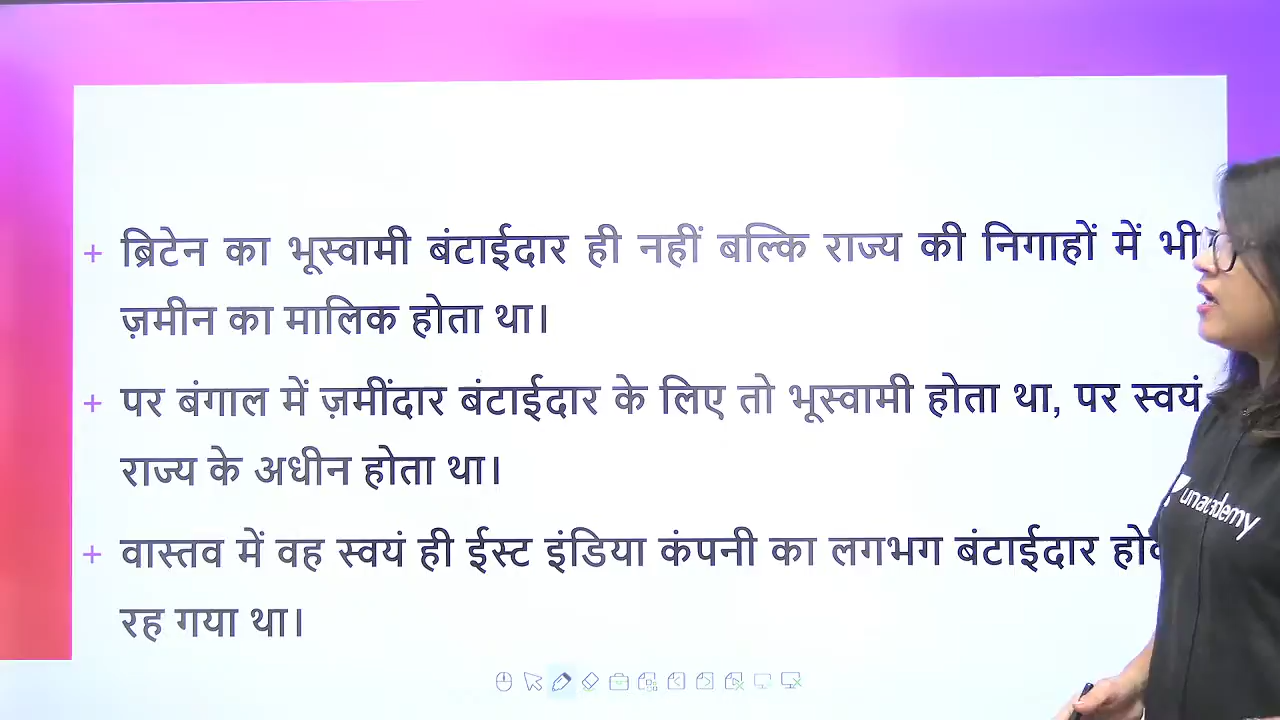 + ब्रिटेन का भूस्वामी बंटाईदार ही नहीं बल्कि राज्य की निगाहों में भी
ज़मीन का मालिक होता था।
+ पर बंगाल में ज़मींदार बंटाईदार के लिए तो भूस्वामी होता था, पर स्वयं
राज्य के अधीन होता था।
+ वास्तव में वह स्वयं ही ईस्ट इंडिया कंपनी का लगभग बंटाईदार
रह गया था।
unacademy